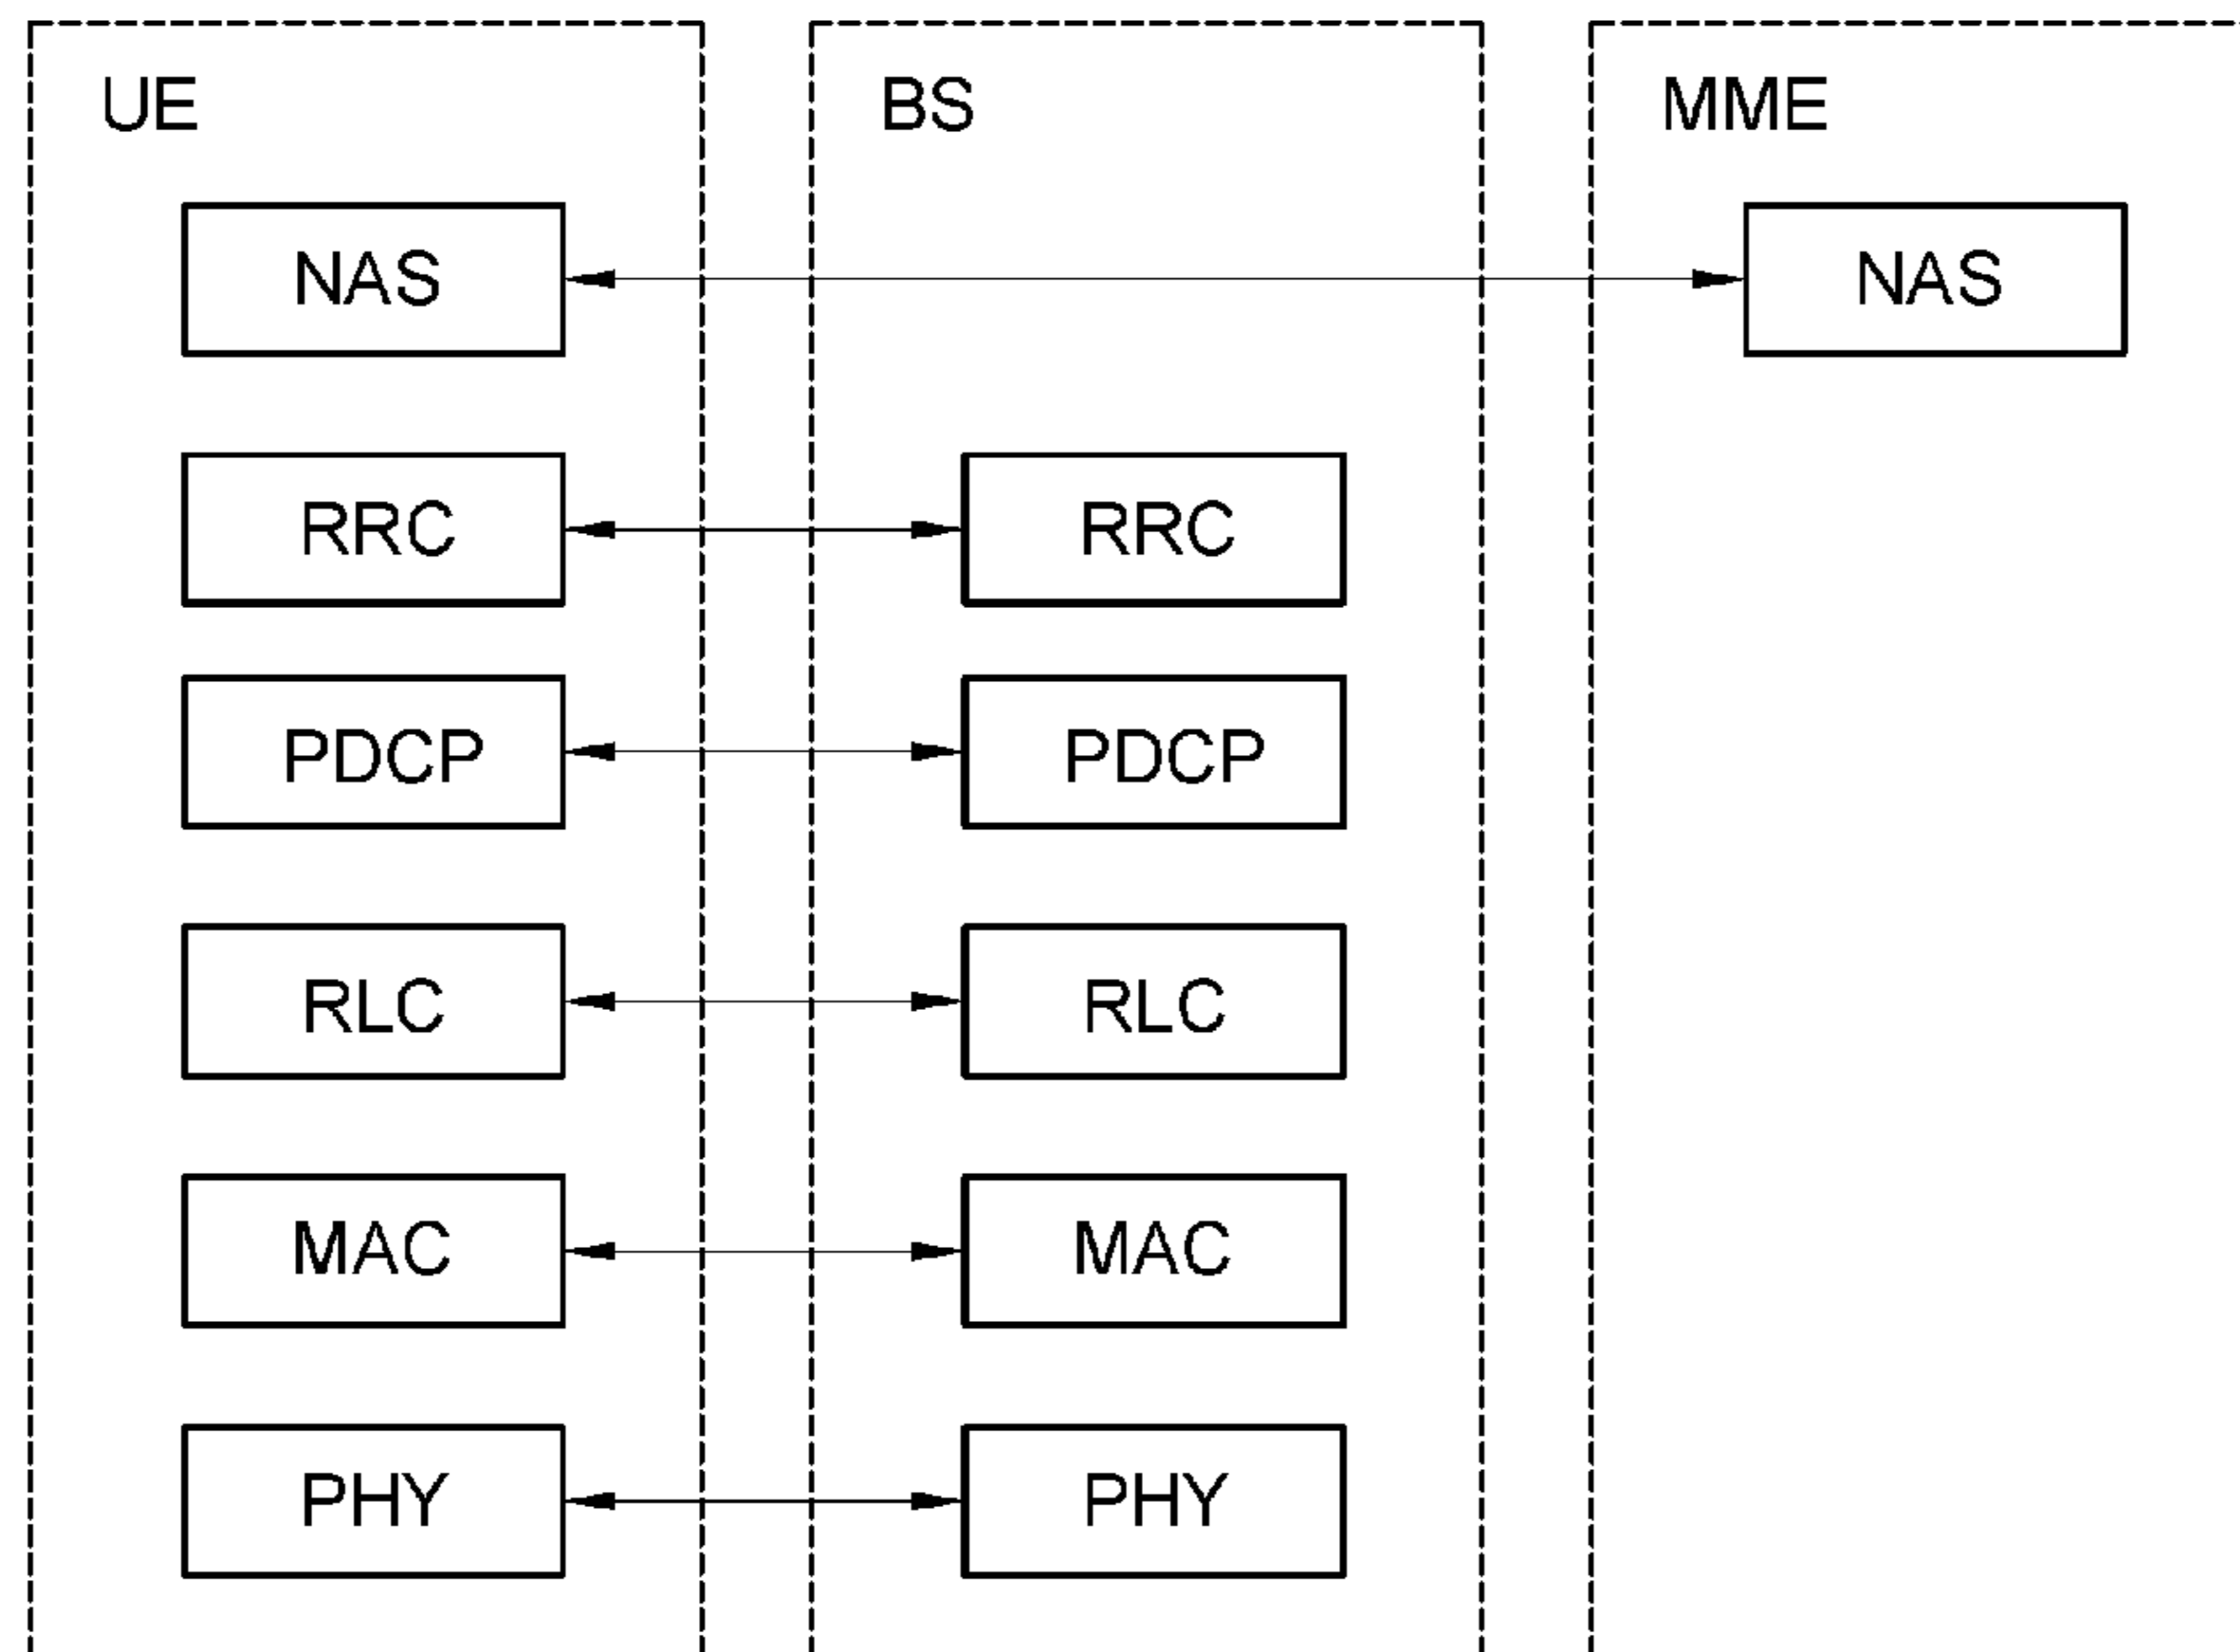 UE
BS
MME
NAS
NAS
RRC
RRC
PDCP
PDCP
RLC
RLC
MAC
MAC
PHY
PHY